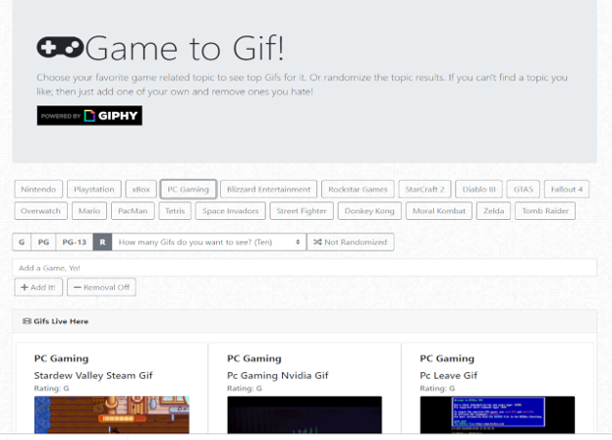 Game to Gif!
Choose your favorite game related topic to see top Gifs for it. Or randomize the topic results. If you can't find a topic you
like; then just add one of your own and remove ones you hate!
POWERED BY GIPHY
Nintendo Playstation xBox PC Gaming Blizzard Entertainment Rockstar Games StarCraft 2 Diablo III GTA5 Fallout 4
Overwatch Mario PacMan Tetris Space Invadors Street Fighter Donkey Kong Moral Kombat Zelda Tomb Raider
G PG PG-13 R How many Gifs do you want to see? (Ten) Not Randomized
Add a Game, Yo!
Add It! Removal Off
Gifs Live Here
PC Gaming PC Gaming PC Gaming
Stardew Valley Steam Gif Pc Gaming Nvidia Gif Pc Leave Gif
Rating: G Rating: G Rating: G